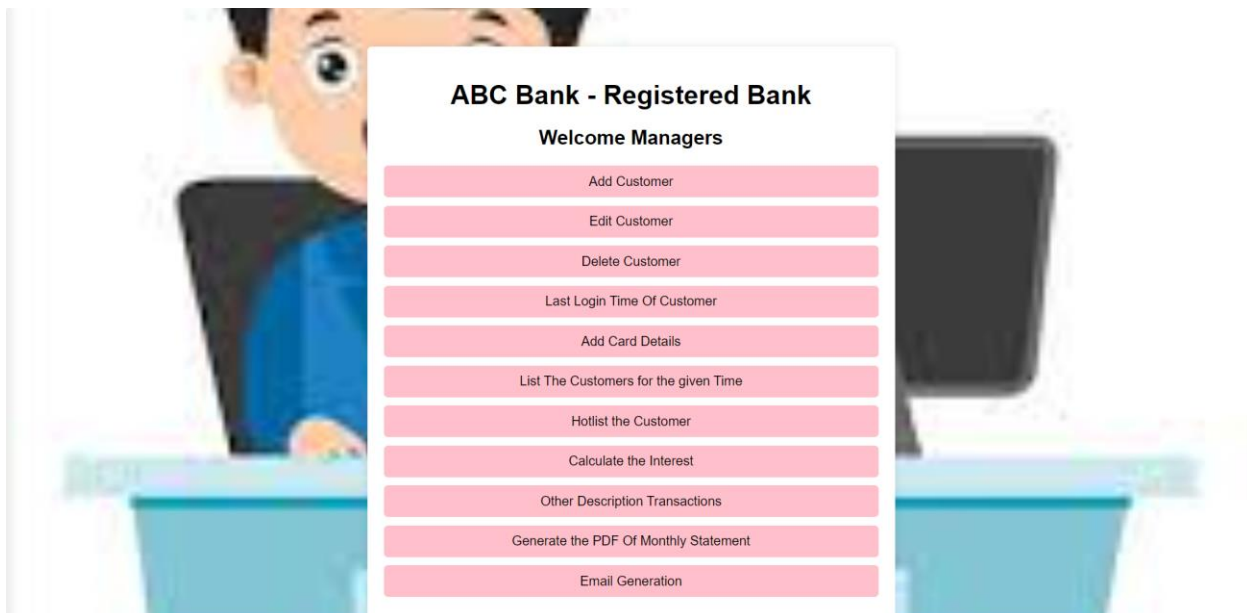 ABC Bank - Registered Bank
Welcome Managers
Add Customer
Edit Customer
Delete Customer
Last Login Time Of Customer
Add Card Details
List The Customers for the given Time
Hotlist the Customer
Calculate the Interest
Other Description Transactions
Generate the PDF Of Monthly Statement
Email Generation